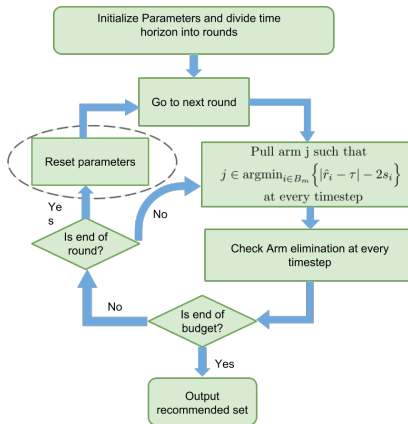 Initialize Parameters and divide time
horizon into rounds
Go to next round
Reset parameters
Pull arm j such that
j ∈ argmin_{i∈B_m} {|r̂_i − τ| − 2s_i}
at every timestep
Ye
s
No
Is end of
round?
Check Arm elimination at every
timestep
No
Is end of
budget?
Yes
Output
recommended set